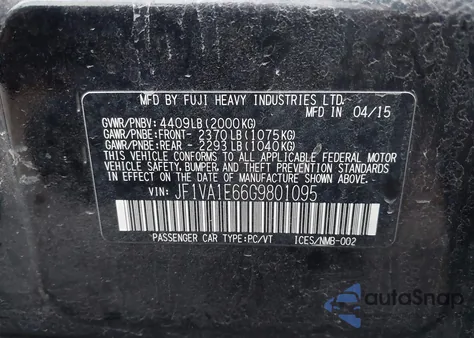 MFD BY FUJI HEAVY INDUSTRIES LTD.
MFD IN 04/15
GVWR/PNBV: 4409LB(2000KG)
GAWR/PNBE:FRONT- 2370LB(1075KG)
GAWR/PNBE:REAR - 2293LB(1040KG)
THIS VEHICLE CONFORMS TO ALL APPLICABLE FEDERAL MOTOR
VEHICLE SAFETY, BUMPER, AND THEFT PREVENTION STANDARDS
IN EFFECT ON THE DATE OF MANUFACTURE SHOWN ABOVE.
VIN: JF1VA1E66G9801095
PASSENGER CAR TYPE:PC/VT ICES/NMB-002
autoSnap